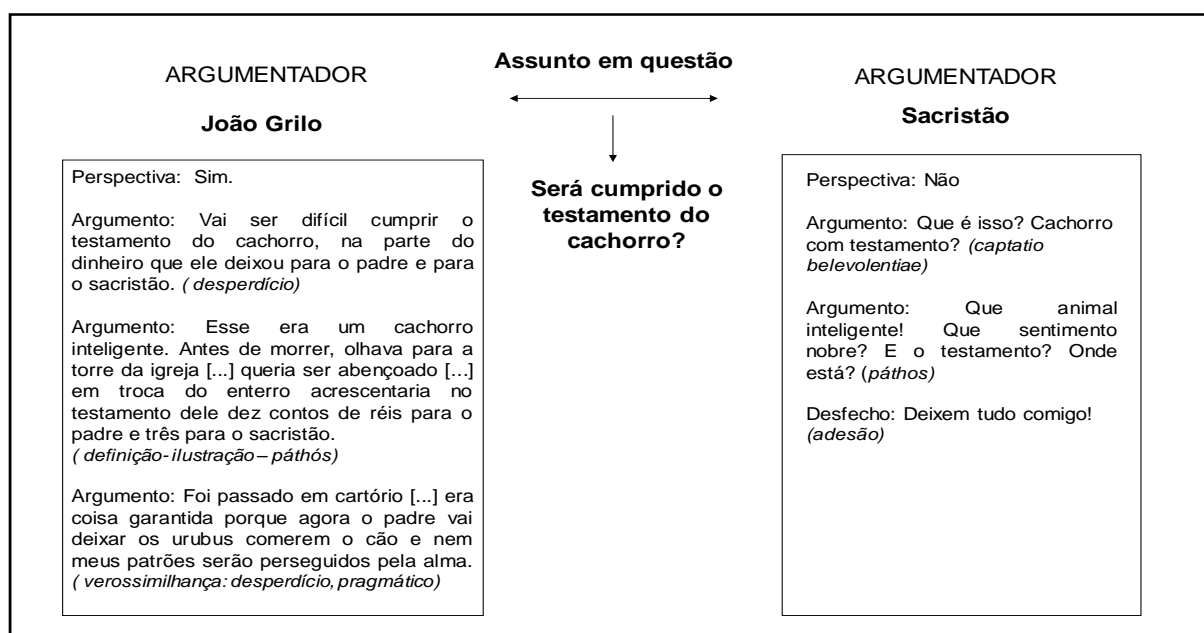 ARGUMENTADOR
João Grilo
Perspectiva: Sim.
Argumento: Vai ser difícil cumprir o
testamento do cachorro, na parte do
dinheiro que ele deixou para o padre e para
o sacristão. ( desperdício)
Argumento: Esse era um cachorro
inteligente. Antes de morrer, olhava para a
torre da igreja [...] queria ser abençoado [...]
em troca do enterro acrescentaria no
testamento dele dez contos de réis para o
padre e três para o sacristão.
( definição- ilustração – páthós)
Argumento: Foi passado em cartório [...] era
coisa garantida porque agora o padre vai
deixar os urubus comerem o cão e nem
meus patrões serão perseguidos pela alma.
( verossimilhança: desperdício, pragmático)
Assunto em questão
Será cumprido o
testamento do
cachorro?
ARGUMENTADOR
Sacristão
Perspectiva: Não
Argumento: Que é isso? Cachorro
com testamento? (captatio
belevolentiae)
Argumento: Que animal
inteligente! Que sentimento
nobre? E o testamento? Onde
está? (páthos)
Desfecho: Deixem tudo comigo!
(adesão)